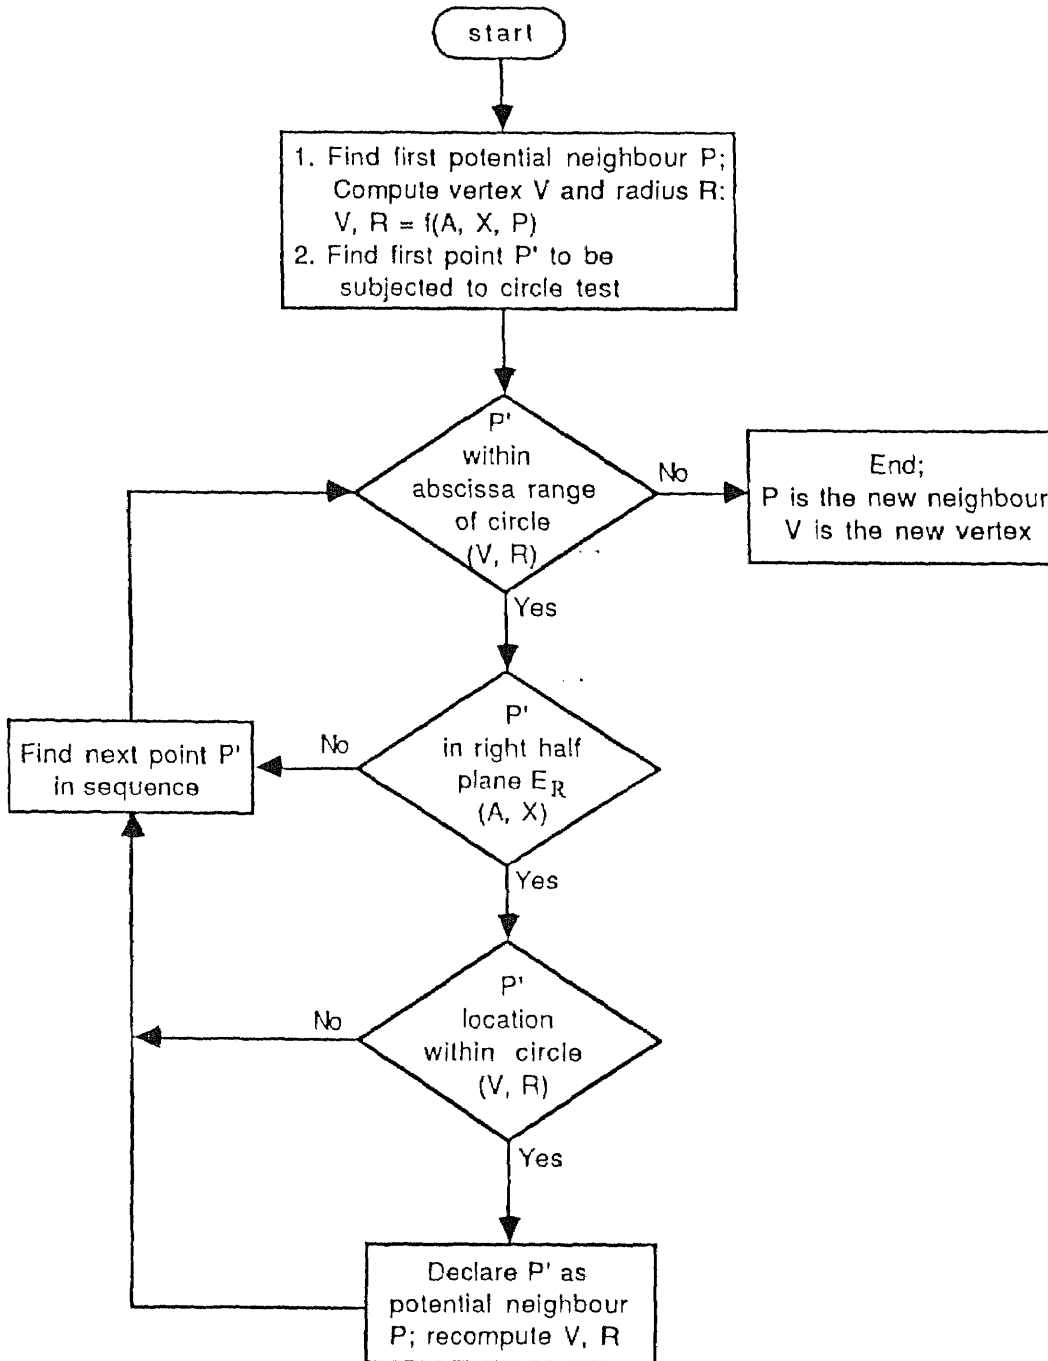 start
1. Find first potential neighbour P;
Compute vertex V and radius R:
V, R = f(A, X, P)
2. Find first point P' to be
subjected to circle test
P'
within
abscissa range
of circle
(V, R)
No
End;
P is the new neighbour
V is the new vertex
Yes
P'
in right half
plane E_R
(A, X)
No
Find next point P'
in sequence
Yes
P'
location
within circle
(V, R)
No
Yes
Declare P' as
potential neighbour
P; recompute V, R